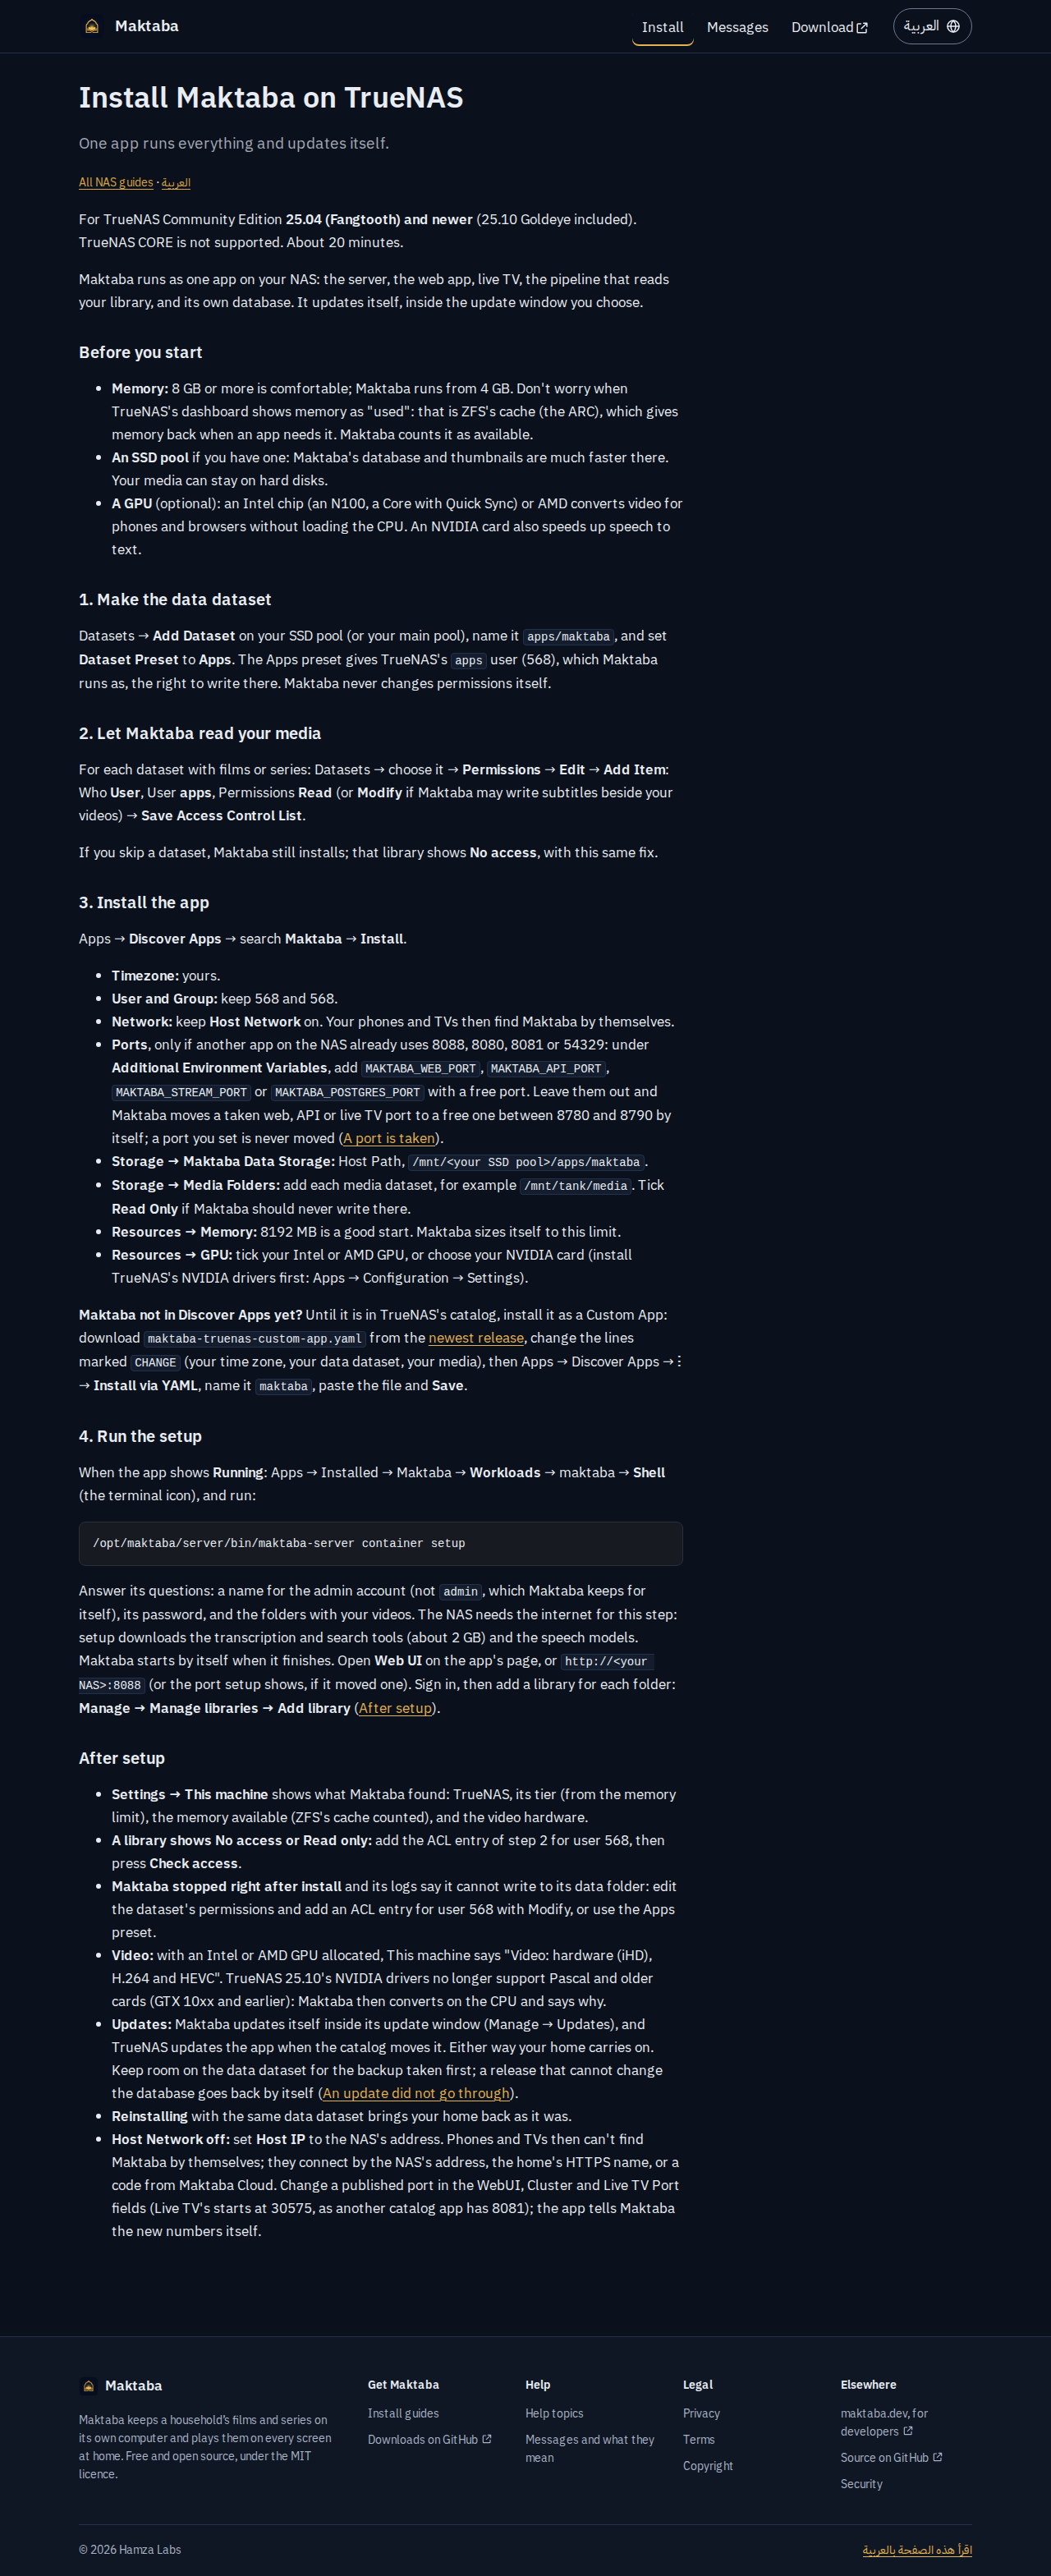 Maktaba
Install
Messages
Download
العربية
Install Maktaba on TrueNAS
One app runs everything and updates itself.
All NAS guides · العربية
For TrueNAS Community Edition 25.04 (Fangtooth) and newer (25.10 Goldeye included).
TrueNAS CORE is not supported. About 20 minutes.
Maktaba runs as one app on your NAS: the server, the web app, live TV, the pipeline that reads
your library, and its own database. It updates itself, inside the update window you choose.
Before you start
• Memory: 8 GB or more is comfortable; Maktaba runs from 4 GB. Don't worry when
TrueNAS's dashboard shows memory as "used": that is ZFS's cache (the ARC), which gives
memory back when an app needs it. Maktaba counts it as available.
• An SSD pool if you have one: Maktaba's database and thumbnails are much faster there.
Your media can stay on hard disks.
• A GPU (optional): an Intel chip (an N100, a Core with Quick Sync) or AMD converts video for
phones and browsers without loading the CPU. An NVIDIA card also speeds up speech to
text.
1. Make the data dataset
Datasets → Add Dataset on your SSD pool (or your main pool), name it apps/maktaba, and set
Dataset Preset to Apps. The Apps preset gives TrueNAS's apps user (568), which Maktaba
runs as, the right to write there. Maktaba never changes permissions itself.
2. Let Maktaba read your media
For each dataset with films or series: Datasets → choose it → Permissions → Edit → Add Item:
Who User, User apps, Permissions Read (or Modify if Maktaba may write subtitles beside your
videos) → Save Access Control List.
If you skip a dataset, Maktaba still installs; that library shows No access, with this same fix.
3. Install the app
Apps → Discover Apps → search Maktaba → Install.
• Timezone: yours.
• User and Group: keep 568 and 568.
• Network: keep Host Network on. Your phones and TVs then find Maktaba by themselves.
• Ports, only if another app on the NAS already uses 8088, 8080, 8081 or 54329: under
Additional Environment Variables, add MAKTABA_WEB_PORT, MAKTABA_API_PORT,
MAKTABA_STREAM_PORT or MAKTABA_POSTGRES_PORT with a free port. Leave them out and
Maktaba moves a taken web, API or live TV port to a free one between 8780 and 8790 by
itself; a port you set is never moved (A port is taken).
• Storage → Maktaba Data Storage: Host Path, /mnt/<your SSD pool>/apps/maktaba.
• Storage → Media Folders: add each media dataset, for example /mnt/tank/media. Tick
Read Only if Maktaba should never write there.
• Resources → Memory: 8192 MB is a good start. Maktaba sizes itself to this limit.
• Resources → GPU: tick your Intel or AMD GPU, or choose your NVIDIA card (install
TrueNAS's NVIDIA drivers first: Apps → Configuration → Settings).
Maktaba not in Discover Apps yet? Until it is in TrueNAS's catalog, install it as a Custom App:
download maktaba-truenas-custom-app.yaml from the newest release, change the lines
marked CHANGE (your time zone, your data dataset, your media), then Apps → Discover Apps → ⋮
→ Install via YAML, name it maktaba, paste the file and Save.
4. Run the setup
When the app shows Running: Apps → Installed → Maktaba → Workloads → maktaba → Shell
(the terminal icon), and run:
/opt/maktaba/server/bin/maktaba-server container setup
Answer its questions: a name for the admin account (not admin, which Maktaba keeps for
itself), its password, and the folders with your videos. The NAS needs the internet for this step:
setup downloads the transcription and search tools (about 2 GB) and the speech models.
Maktaba starts by itself when it finishes. Open Web UI on the app's page, or http://<your
NAS>:8088 (or the port setup shows, if it moved one). Sign in, then add a library for each folder:
Manage → Manage libraries → Add library (After setup).
After setup
• Settings → This machine shows what Maktaba found: TrueNAS, its tier (from the memory
limit), the memory available (ZFS's cache counted), and the video hardware.
• A library shows No access or Read only: add the ACL entry of step 2 for user 568, then
press Check access.
• Maktaba stopped right after install and its logs say it cannot write to its data folder: edit
the dataset's permissions and add an ACL entry for user 568 with Modify, or use the Apps
preset.
• Video: with an Intel or AMD GPU allocated, This machine says "Video: hardware (iHD),
H.264 and HEVC". TrueNAS 25.10's NVIDIA drivers no longer support Pascal and older
cards (GTX 10xx and earlier): Maktaba then converts on the CPU and says why.
• Updates: Maktaba updates itself inside its update window (Manage → Updates), and
TrueNAS updates the app when the catalog moves it. Either way your home carries on.
Keep room on the data dataset for the backup taken first; a release that cannot change
the database goes back by itself (An update did not go through).
• Reinstalling with the same data dataset brings your home back as it was.
• Host Network off: set Host IP to the NAS's address. Phones and TVs then can't find
Maktaba by themselves; they connect by the NAS's address, the home's HTTPS name, or a
code from Maktaba Cloud. Change a published port in the WebUI, Cluster and Live TV Port
fields (Live TV's starts at 30575, as another catalog app has 8081); the app tells Maktaba
the new numbers itself.
Maktaba
Maktaba keeps a household's films and series on
its own computer and plays them on every screen
at home. Free and open source, under the MIT
licence.
Get Maktaba
Install guides
Downloads on GitHub
Help
Help topics
Messages and what they
mean
Legal
Privacy
Terms
Copyright
Elsewhere
maktaba.dev, for
developers
Source on GitHub
Security
© 2026 Hamza Labs
اقرأ هذه الصفحة بالعربية